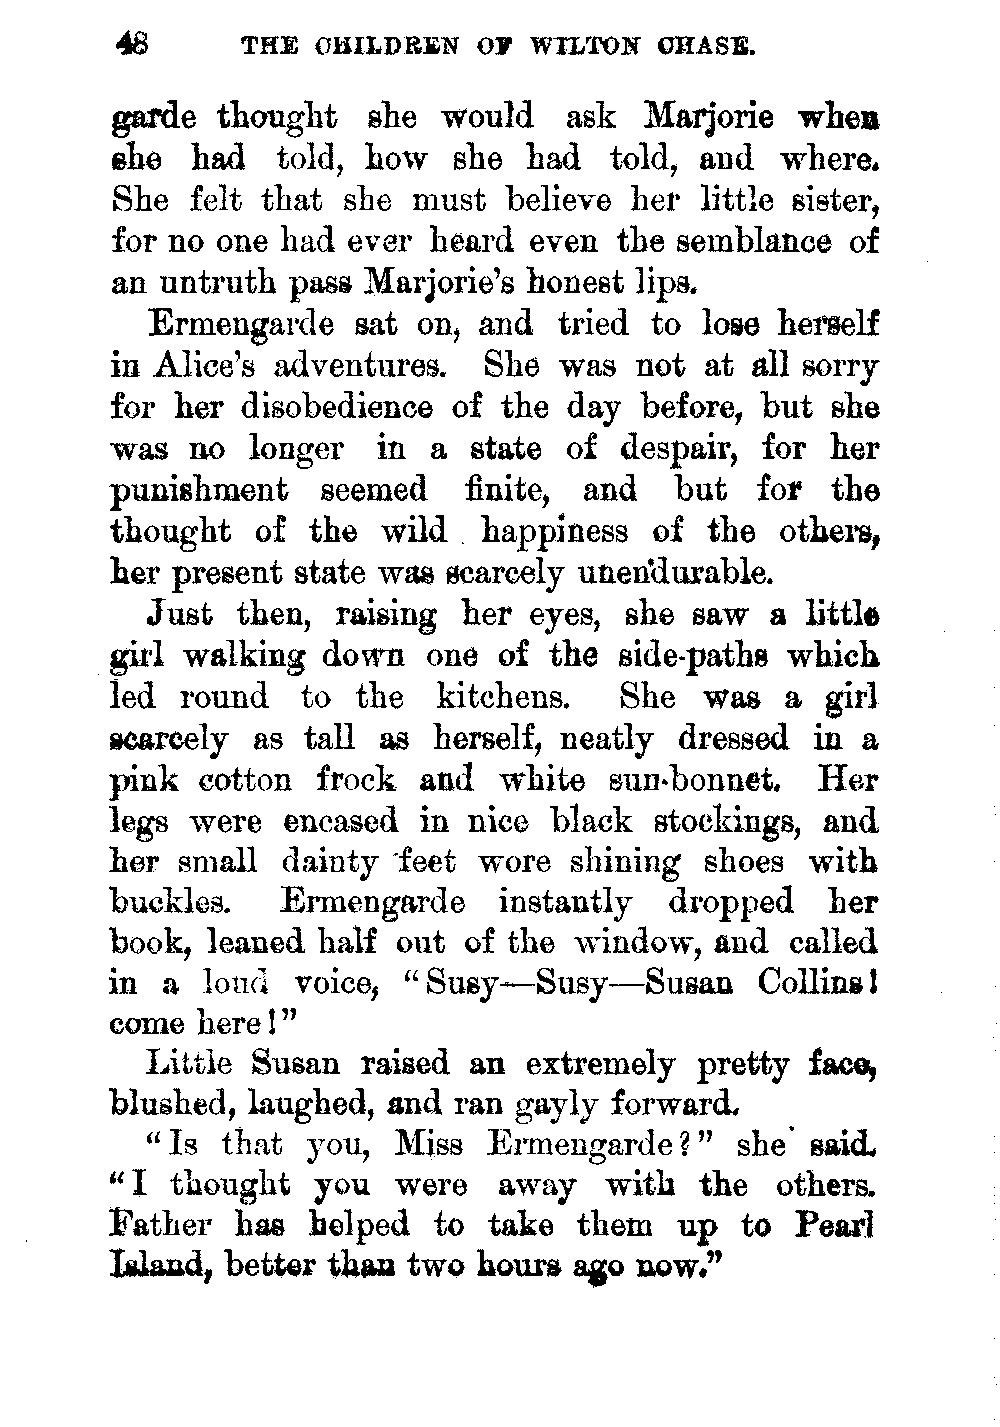 48 THE CHILDREN OF WILTON CHASE.
garde thought she would ask Marjorie when
she had told, how she had told, and where.
She felt that she must believe her little sister,
for no one had ever heard even the semblance of
an untruth pass Marjorie's honest lips.
Ermengarde sat on, and tried to lose herself
in Alice's adventures. She was not at all sorry
for her disobedience of the day before, but she
was no longer in a state of despair, for her
punishment seemed finite, and but for the
thought of the wild happiness of the others,
her present state was scarcely unendurable.
Just then, raising her eyes, she saw a little
girl walking down one of the side-paths which
led round to the kitchens. She was a girl
scarcely as tall as herself, neatly dressed in a
pink cotton frock and white sun-bonnet. Her
legs were encased in nice black stockings, and
her small dainty feet wore shining shoes with
buckles. Ermengarde instantly dropped her
book, leaned half out of the window, and called
in a loud voice, "Susy—Susy—Susan Collins!
come here!"
Little Susan raised an extremely pretty face,
blushed, laughed, and ran gayly forward.
"Is that you, Miss Ermengarde?" she said.
"I thought you were away with the others.
Father has helped to take them up to Pearl
Island, better than two hours ago now."